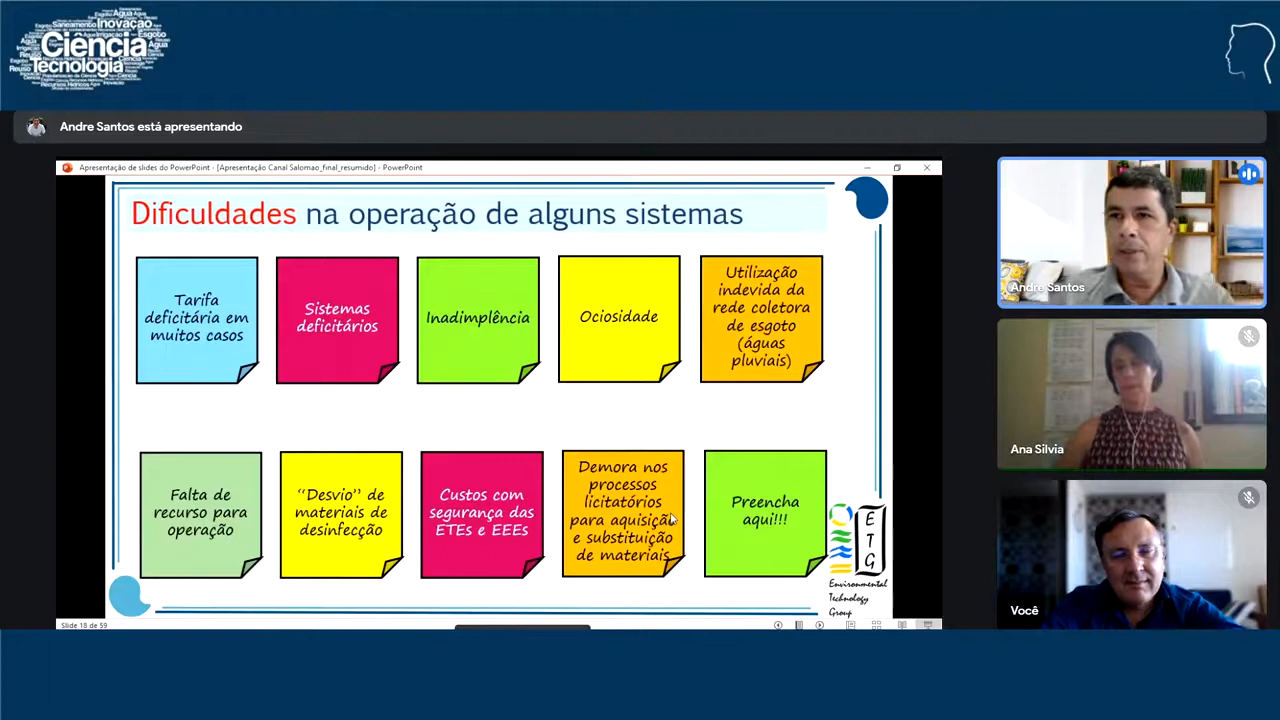 Inovação
Ciência
Tecnologia
Andre Santos está apresentando
Apresentação de slides do PowerPoint - [Apresentação Canal Salomao_final_resumido] - PowerPoint
Dificuldades na operação de alguns sistemas
Tarifa
deficitária em
muitos casos
Sistemas
deficitários
Inadimplência
Ociosidade
Utilização
indevida da
rede coletora
de esgoto
(águas
pluviais)
Falta de
recurso para
operação
“Desvio” de
materiais de
desinfecção
Custos com
segurança das
ETEs e EEEs
Demora nos
processos
licitatórios
para aquisição
e substituição
de materiais
Preencha
aqui!!!
E
T
G
Environmental
Technology
Group
Slide 18 de 59
Andre Santos
Ana Silvia
Você